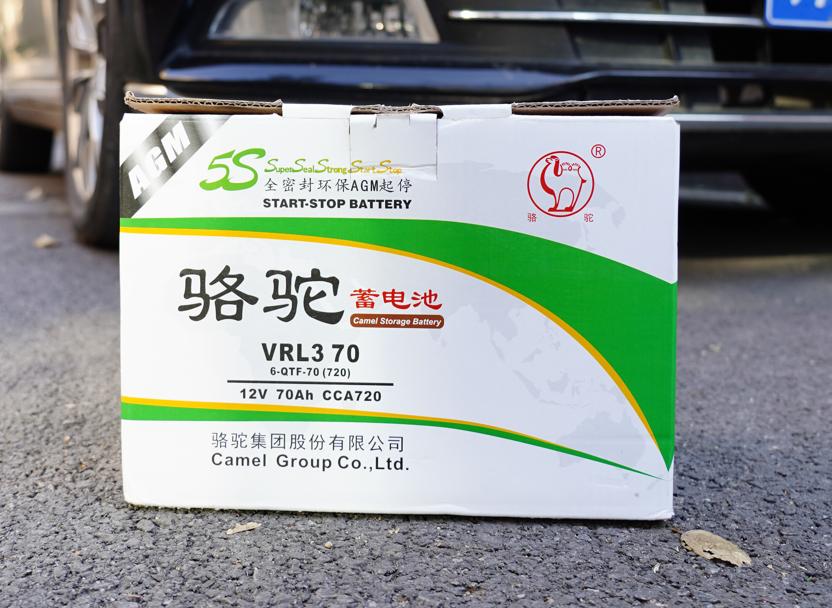 AGM
5S SuperSealStrongStartStop
全密封环保AGM起停
START-STOP BATTERY
®
骆 驼
骆驼 蓄电池
Camel Storage Battery
VRL3 70
6-QTF-70 (720)
12V 70Ah CCA720
骆驼集团股份有限公司
Camel Group Co.,Ltd.